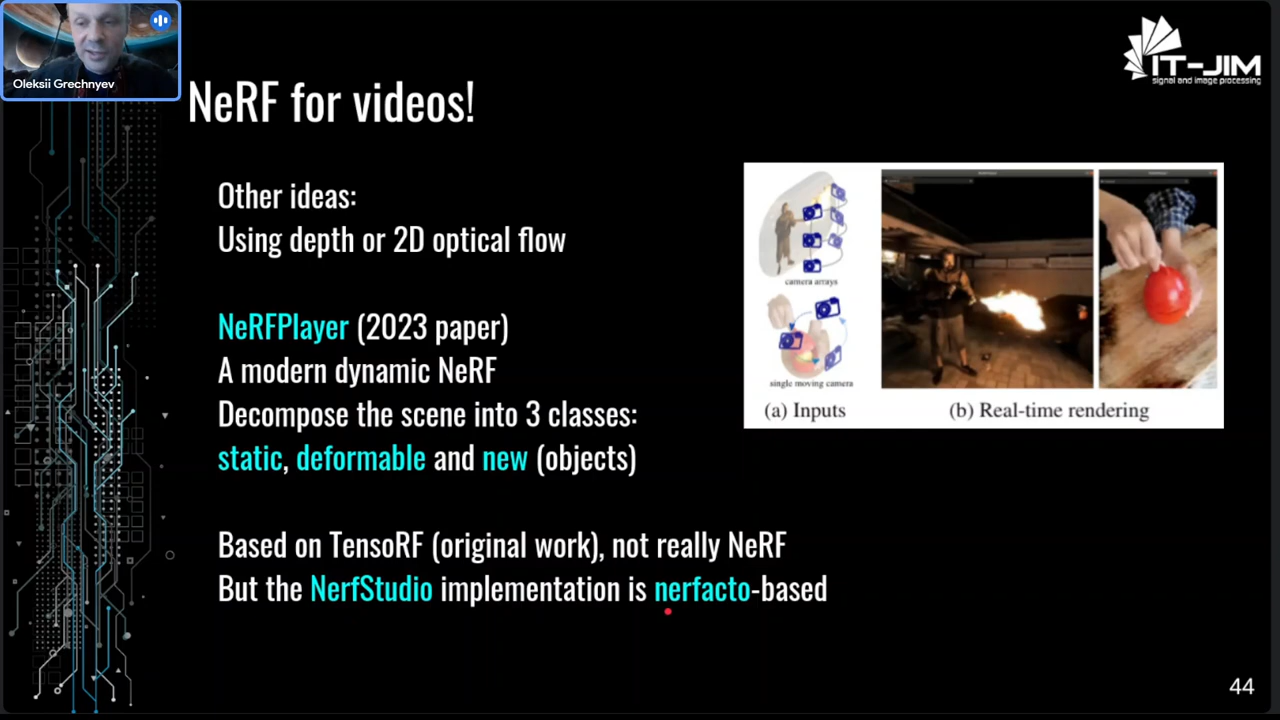 Oleksii Grechnyev
IT-JIM
signal and image processing
NeRF for videos!
Other ideas:
Using depth or 2D optical flow
NeRFPlayer (2023 paper)
A modern dynamic NeRF
Decompose the scene into 3 classes:
static, deformable and new (objects)
Based on TensoRF (original work), not really NeRF
But the NerfStudio implementation is nerfacto-based
camera arrays
single moving camera
(a) Inputs
(b) Real-time rendering
44